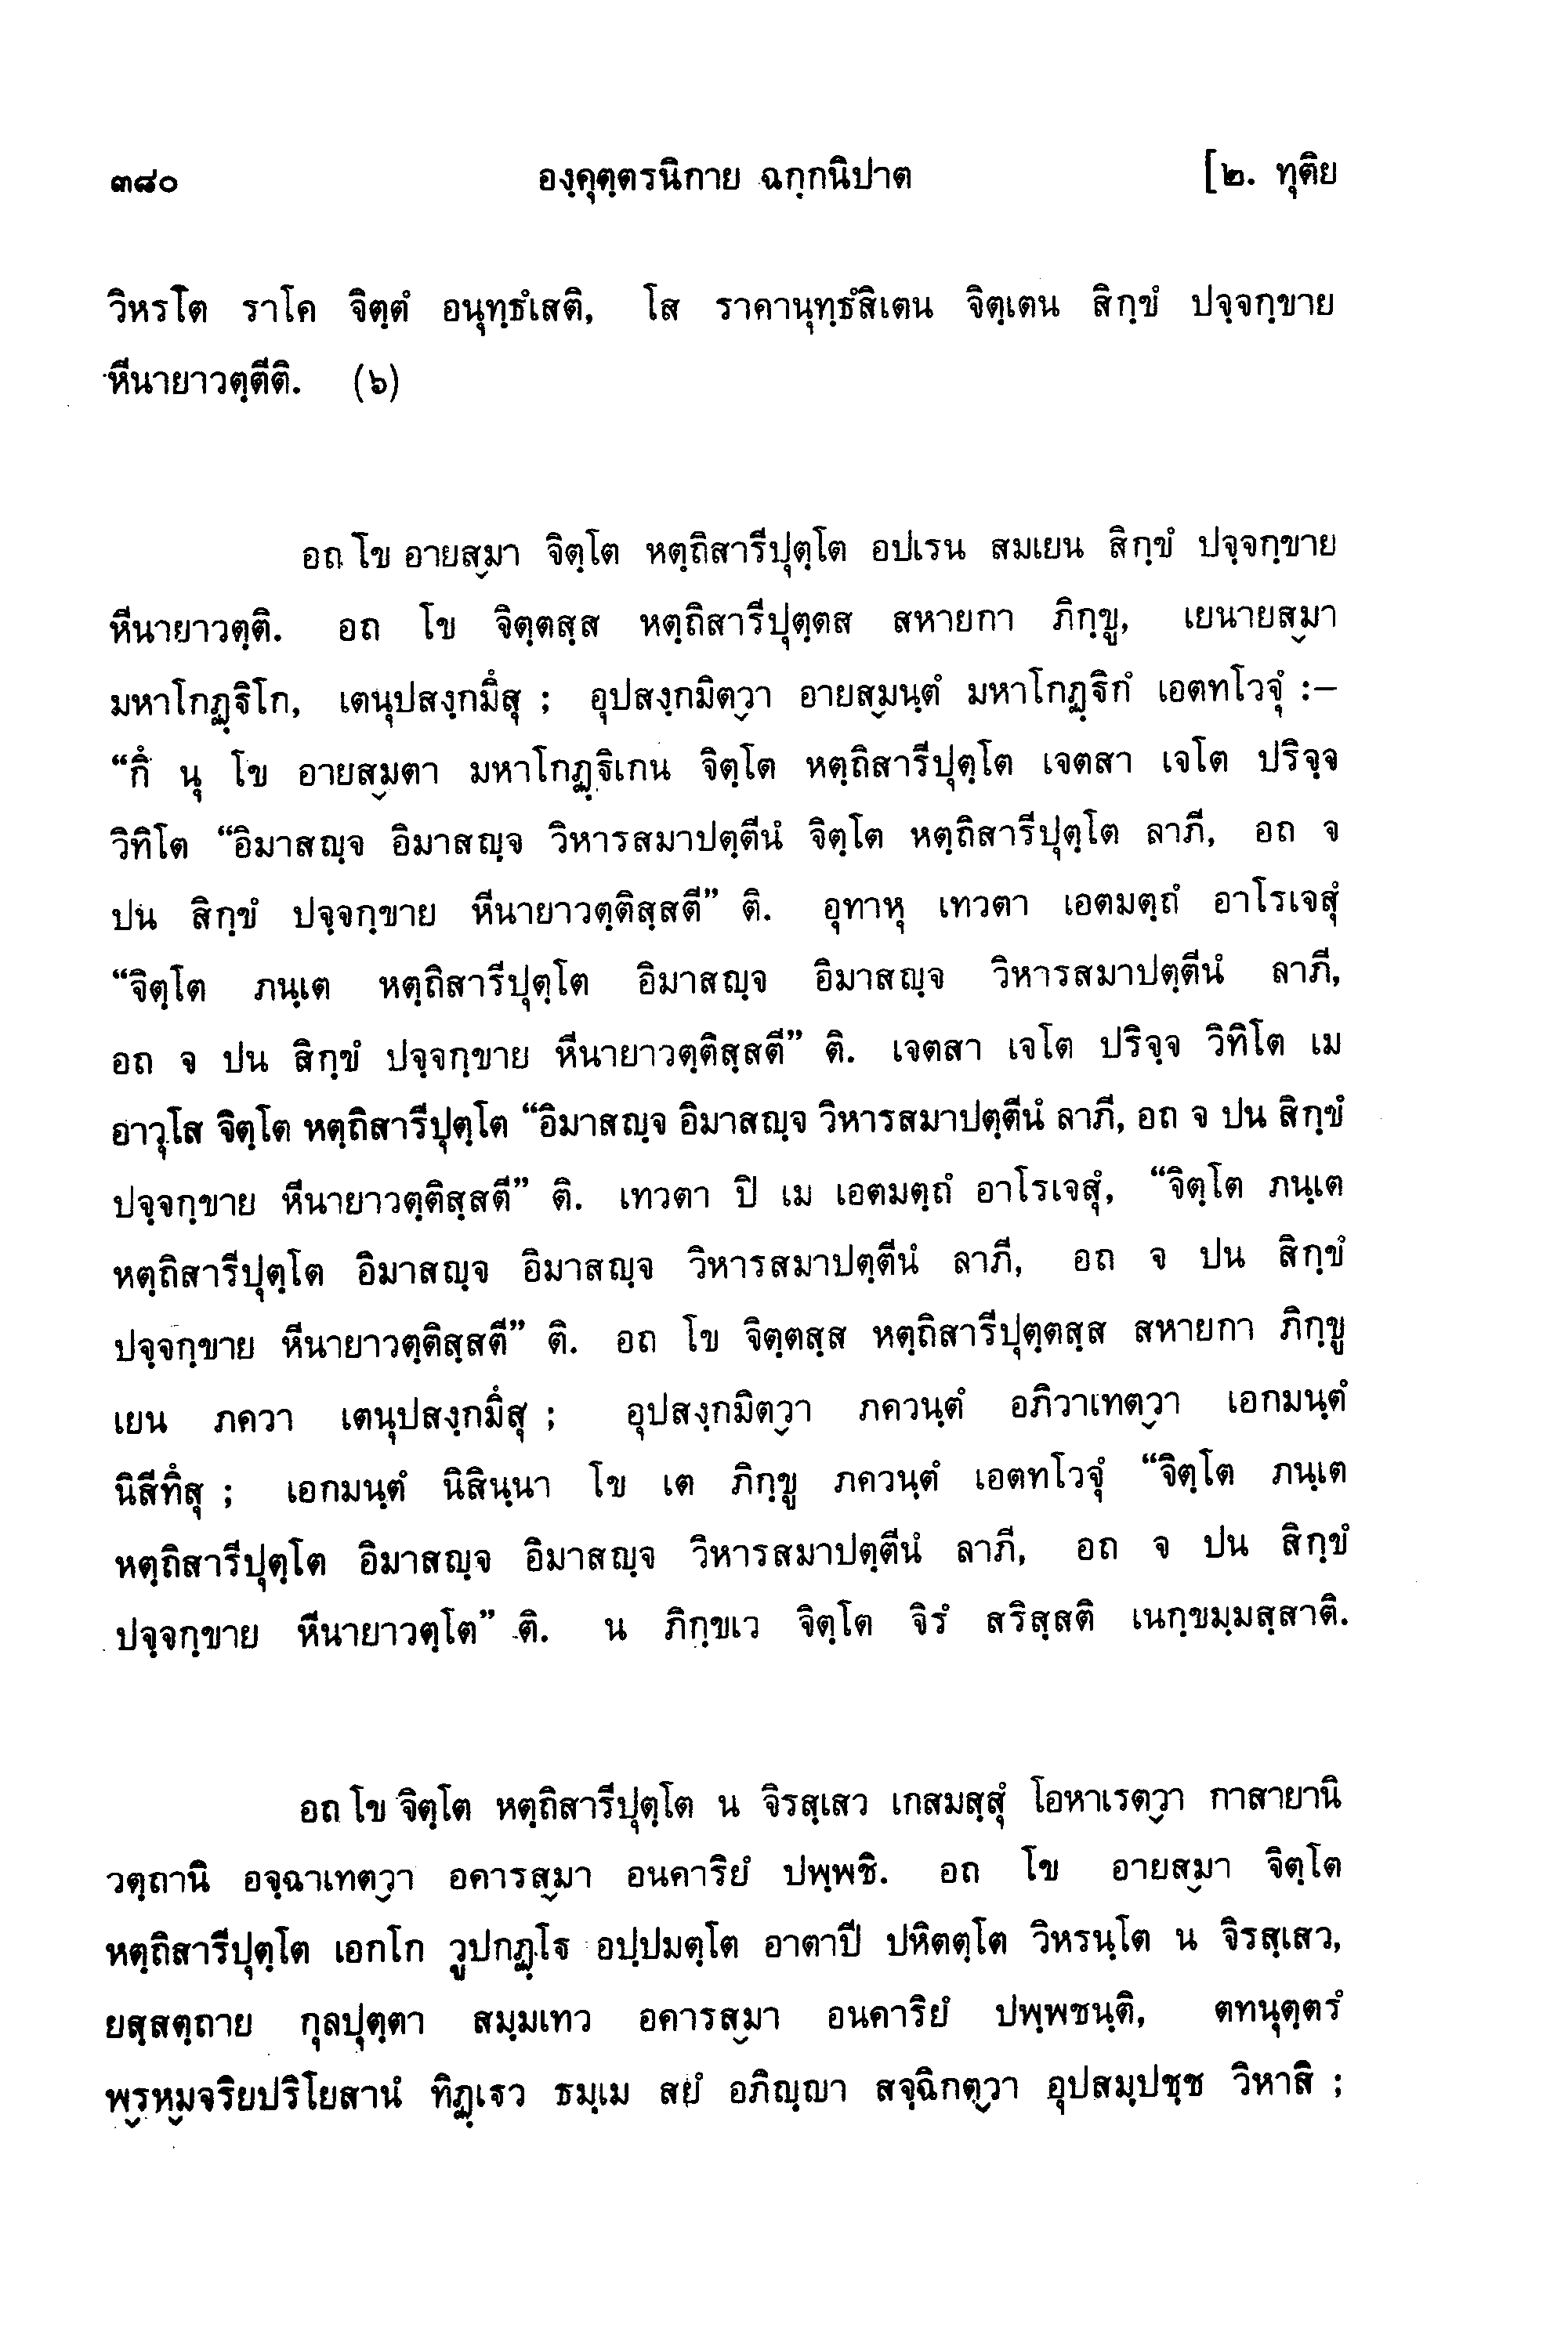 ๓๘๐ องฺคุตฺตรนิกาย ฉกฺกนิปาต [๒. ทุติย
วิหรโต ราโค จิตฺตํ อนุทฺธํเสติ, โส ราคานุทฺธํสิเตน จิตฺเตน สิกฺขํ ปจฺจกฺขาย
หีนายาวตฺตีติ. (๖)
อถ โข อายสฺมา จิตฺโต หตฺถิสารีปุตฺโต อปเรน สมเยน สิกฺขํ ปจฺจกฺขาย
หีนายาวตฺติ. อถ โข จิตฺตสฺส หตฺถิสารีปุตฺตส สหายกา ภิกฺขู, เยนายสฺมา
มหาโกฏฺฐิโก, เตนุปสงฺกมึสุ ; อุปสงฺกมิตฺวา อายสฺมนฺตํ มหาโกฏฺฐิกํ เอตทโวจุํ :–
“กึ นุ โข อายสฺมตา มหาโกฏฺฐิเกน จิตฺโต หตฺถิสารีปุตฺโต เจตสา เจโต ปริจฺจ
วิทิโต “อิมาสญฺจ อิมาสญฺจ วิหารสมาปตฺตีนํ จิตฺโต หตฺถิสารีปุตฺโต ลาภี, อถ จ
ปน สิกฺขํ ปจฺจกฺขาย หีนายาวตฺติสฺสตี” ติ. อุทาหุ เทวตา เอตมตฺถํ อาโรเจสุํ
“จิตฺโต ภนฺเต หตฺถิสารีปุตฺโต อิมาสญฺจ อิมาสญฺจ วิหารสมาปตฺตีนํ ลาภี,
อถ จ ปน สิกฺขํ ปจฺจกฺขาย หีนายาวตฺติสฺสตี” ติ. เจตสา เจโต ปริจฺจ วิทิโต เม
อาวุโส จิตฺโต หตฺถิสารีปุตฺโต “อิมาสญฺจ อิมาสญฺจ วิหารสมาปตฺตีนํ ลาภี, อถ จ ปน สิกฺขํ
ปจฺจกฺขาย หีนายาวตฺติสฺสตี” ติ. เทวตา ปิ เม เอตมตฺถํ อาโรเจสุํ, “จิตฺโต ภนฺเต
หตฺถิสารีปุตฺโต อิมาสญฺจ อิมาสญฺจ วิหารสมาปตฺตีนํ ลาภี, อถ จ ปน สิกฺขํ
ปจฺจกฺขาย หีนายาวตฺติสฺสตี” ติ. อถ โข จิตฺตสฺส หตฺถิสารีปุตฺตสฺส สหายกา ภิกฺขู
เยน ภควา เตนุปสงฺกมึสุ ; อุปสงฺกมิตฺวา ภควนฺตํ อภิวาเทตฺวา เอกมนฺตํ
นิสีทึสุ ; เอกมนฺตํ นิสินฺนา โข เต ภิกฺขู ภควนฺตํ เอตทโวจุํ “จิตฺโต ภนฺเต
หตฺถิสารีปุตฺโต อิมาสญฺจ อิมาสญฺจ วิหารสมาปตฺตีนํ ลาภี, อถ จ ปน สิกฺขํ
ปจฺจกฺขาย หีนายาวตฺโต” ติ. น ภิกฺขเว จิตฺโต จิรํ สริสฺสติ เนกฺขมฺมสฺสาติ.
อถ โข จิตฺโต หตฺถิสารีปุตฺโต น จิรสฺเสว เกสมสฺสุํ โอหาเรตฺวา กาสายานิ
วตฺถานิ อจฺฉาเทตฺวา อคารสฺมา อนคาริยํ ปพฺพชิ. อถ โข อายสฺมา จิตฺโต
หตฺถิสารีปุตฺโต เอกโก วูปกฏฺโฐ อปฺปมตฺโต อาตาปี ปหิตตฺโต วิหรนฺโต น จิรสฺเสว,
ยสฺสตฺถาย กุลปุตฺตา สมฺมเทว อคารสฺมา อนคาริยํ ปพฺพชนฺติ, ตทนุตฺตรํ
พฺรหฺมจริยปริโยสานํ ทิฏฺเฐว ธมฺเม สยํ อภิญฺญา สจฺฉิกตฺวา อุปสมฺปชฺช วิหาสิ ;